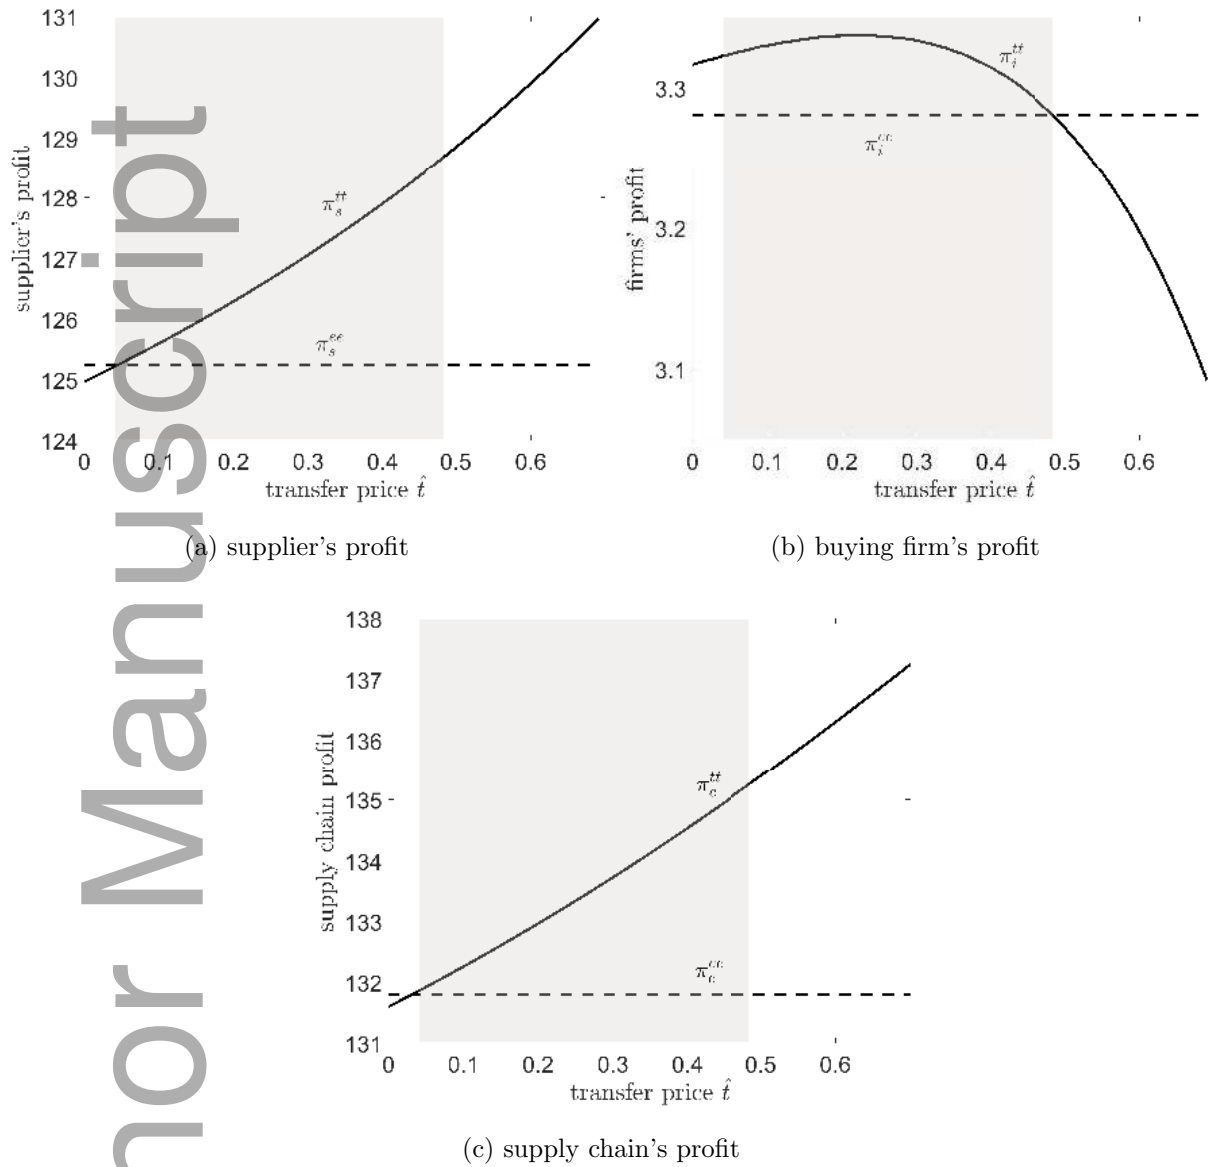 131
130
129
128
127
126
125
124
supplier's profit
π_s^{tt}
π_s^{ee}
0 0.1 0.2 0.3 0.4 0.5 0.6
transfer price t̂
(a) supplier's profit
3.3
3.2
3.1
firms' profit
π_i^{tt}
π_i^{ee}
0 0.1 0.2 0.3 0.4 0.5 0.6
transfer price t̂
(b) buying firm's profit
138
137
136
135
134
133
132
131
supply chain profit
π_c^{tt}
π_c^{ee}
0 0.1 0.2 0.3 0.4 0.5 0.6
transfer price t̂
(c) supply chain's profit
nor Manuscript